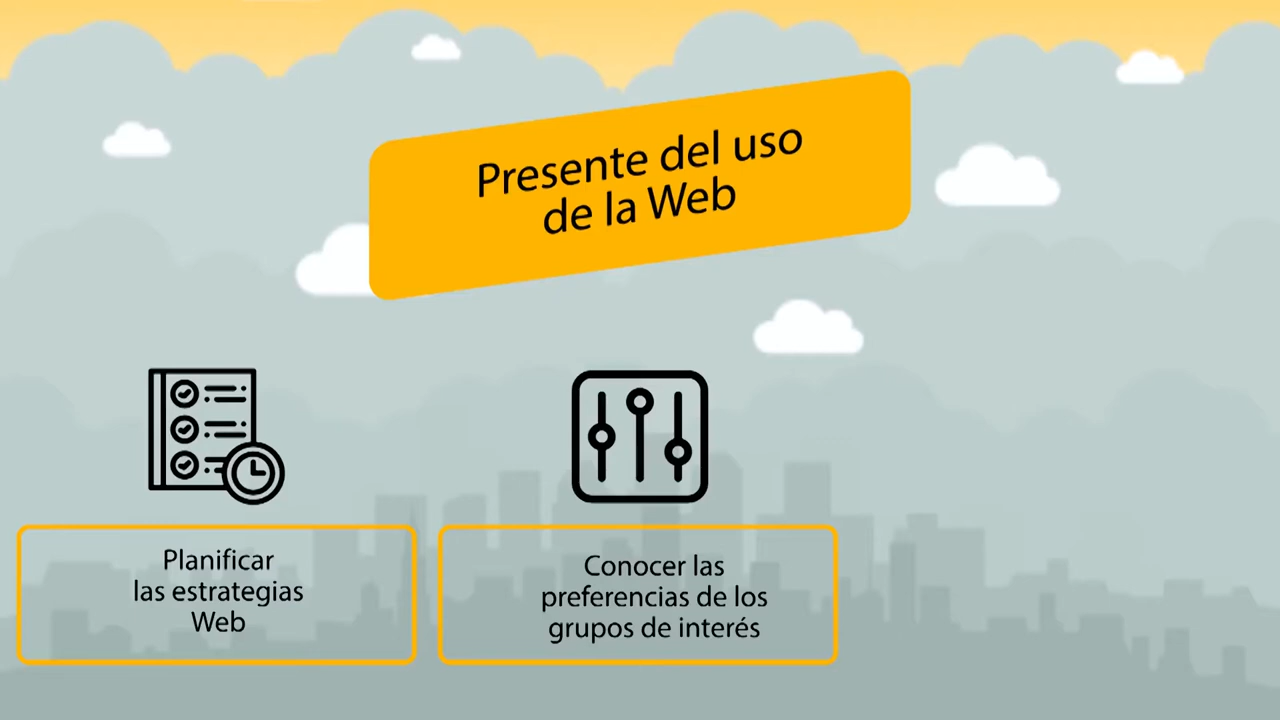 Presente del uso
de la Web
Planificar
las estrategias
Web
Conocer las
preferencias de los
grupos de interés